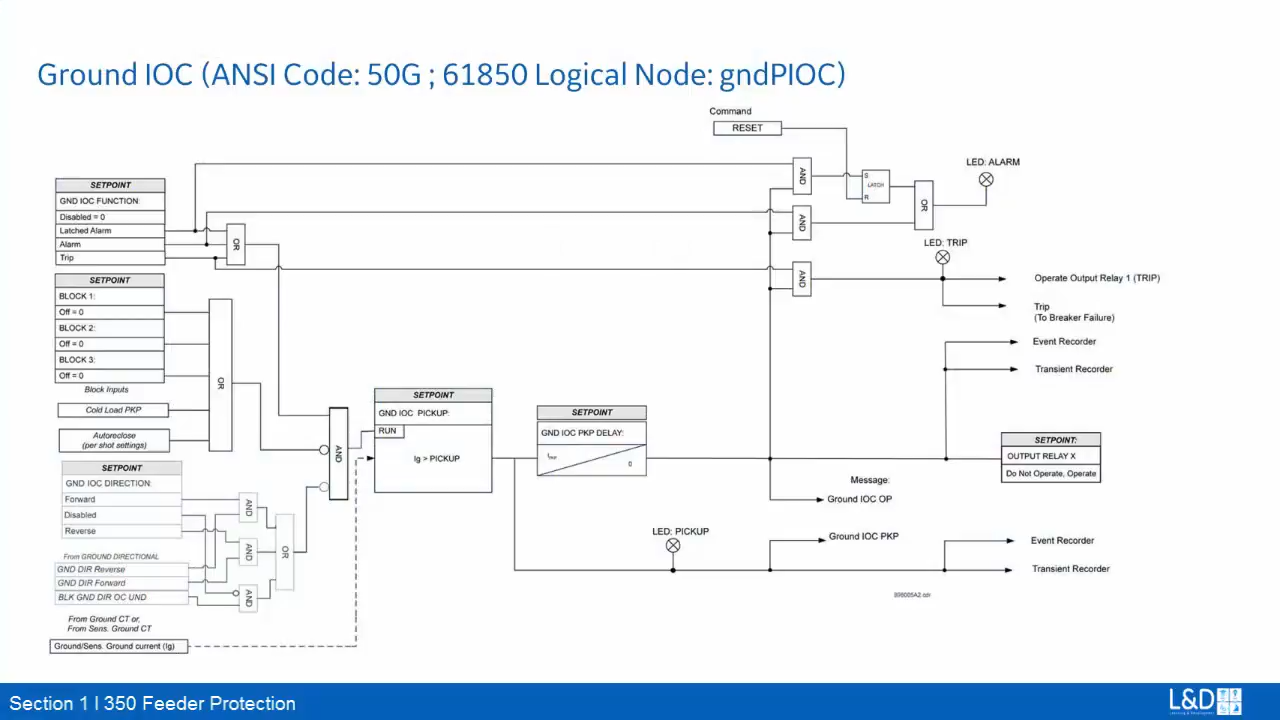 Ground IOC (ANSI Code: 50G ; 61850 Logical Node: gndPIOC)
Command
RESET
LED: ALARM
AND
S
LATCH
R
OR
SETPOINT
GND IOC FUNCTION:
Disabled = 0
Latched Alarm
Alarm
Trip
OR
AND
LED: TRIP
AND
Operate Output Relay 1 (TRIP)
Trip
(To Breaker Failure)
SETPOINT
BLOCK 1:
Off = 0
BLOCK 2:
Off = 0
BLOCK 3:
Off = 0
Block Inputs
OR
Cold Load PKP
Autoreclose
(per shot settings)
Event Recorder
Transient Recorder
AND
SETPOINT
GND IOC PICKUP:
RUN
Ig > PICKUP
SETPOINT
GND IOC PKP DELAY:
0
SETPOINT:
OUTPUT RELAY X
Do Not Operate, Operate
Message:
Ground IOC OP
SETPOINT
GND IOC DIRECTION:
Forward
Disabled
Reverse
AND
AND
OR
AND
From GROUND DIRECTIONAL
GND DIR Reverse
GND DIR Forward
BLK GND DIR OC UND
LED: PICKUP
Ground IOC PKP
Event Recorder
Transient Recorder
From Ground CT or,
From Sens. Ground CT
Ground/Sens. Ground current (Ig)
Section 1 I 350 Feeder Protection
L&D